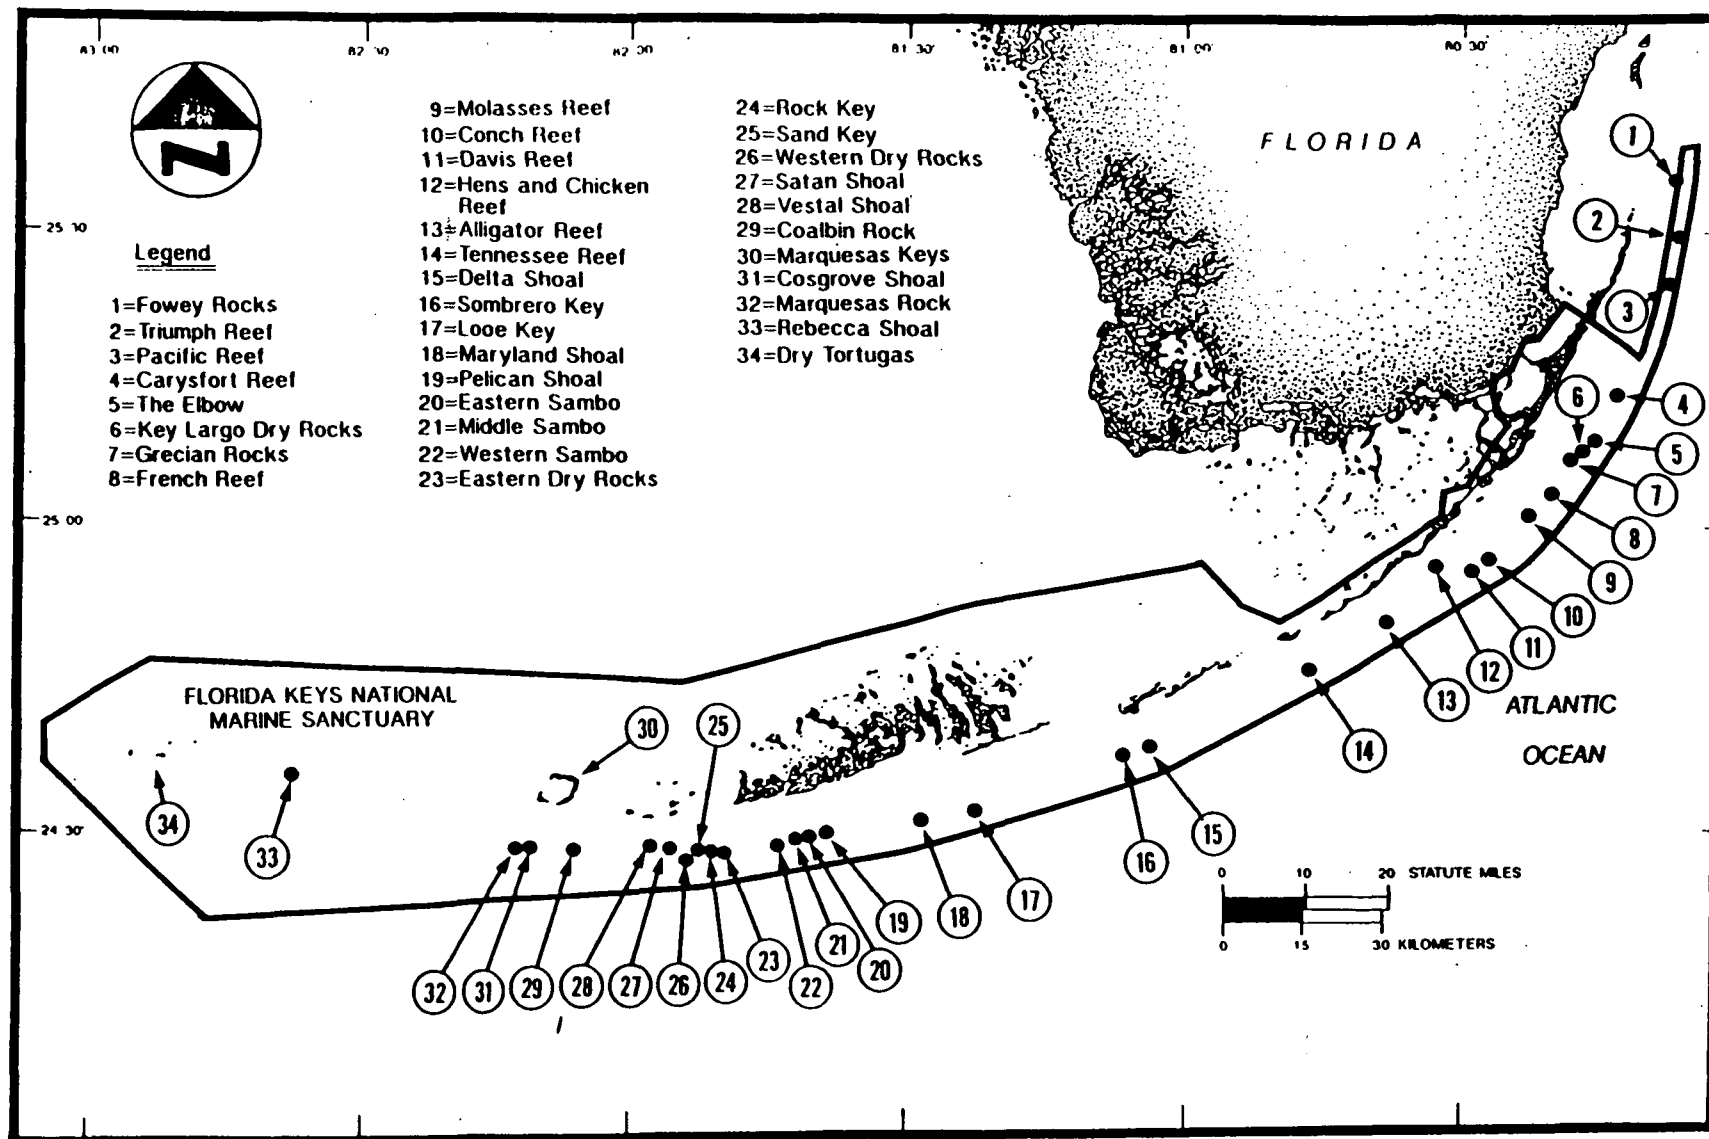 83 00'
82 30'
82 00'
81 30'
81 00'
80 30'
N
FLORIDA
25 30'
25 00'
24 30'
Legend
1=Fowey Rocks
2=Triumph Reef
3=Pacific Reef
4=Carysfort Reef
5=The Elbow
6=Key Largo Dry Rocks
7=Grecian Rocks
8=French Reef
9=Molasses Reef
10=Conch Reef
11=Davis Reef
12=Hens and Chicken
Reef
13=Alligator Reef
14=Tennessee Reef
15=Delta Shoal
16=Sombrero Key
17=Looe Key
18=Maryland Shoal
19=Pelican Shoal
20=Eastern Sambo
21=Middle Sambo
22=Western Sambo
23=Eastern Dry Rocks
24=Rock Key
25=Sand Key
26=Western Dry Rocks
27=Satan Shoal
28=Vestal Shoal
29=Coalbin Rock
30=Marquesas Keys
31=Cosgrove Shoal
32=Marquesas Rock
33=Rebecca Shoal
34=Dry Tortugas
1
2
3
4
5
6
7
8
9
10
11
12
13
14
15
16
17
18
19
20
21
22
23
24
25
26
27
28
29
30
31
32
33
34
FLORIDA KEYS NATIONAL
MARINE SANCTUARY
ATLANTIC
OCEAN
0 10 20 STATUTE MILES
0 15 30 KILOMETERS